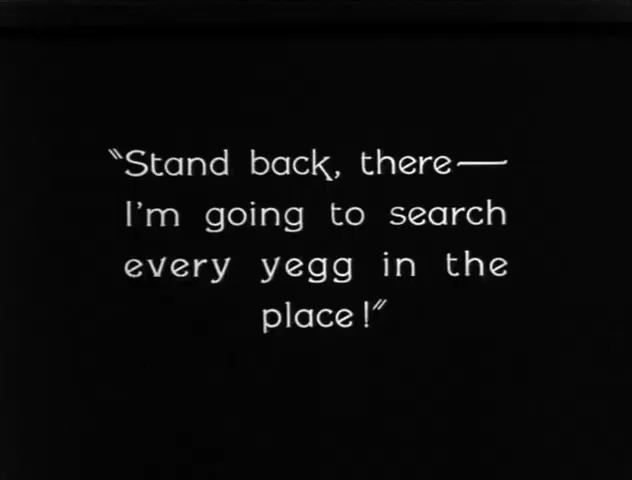 "Stand back, there—
I'm going to search
every yegg in the
place!"